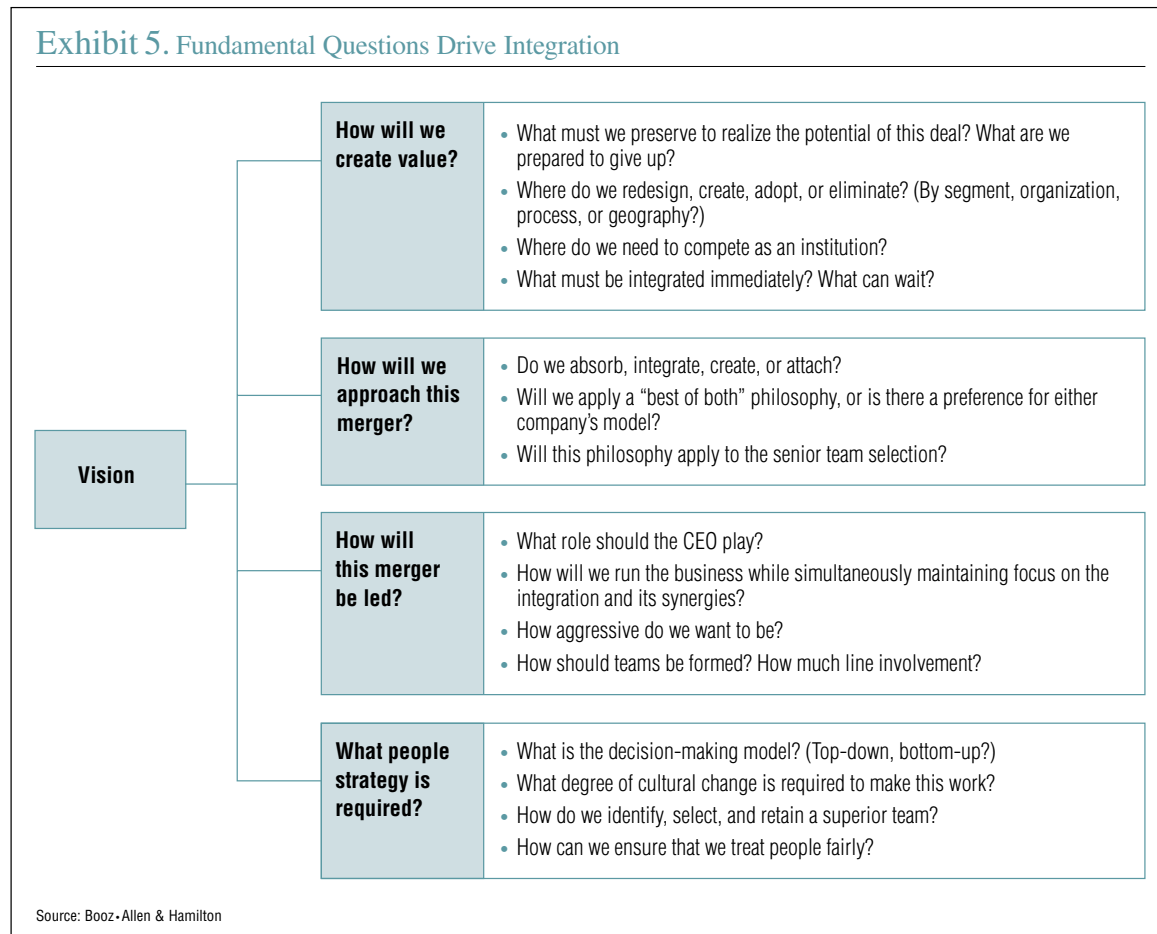 Exhibit 5. Fundamental Questions Drive Integration
Vision
How will we
create value?
• What must we preserve to realize the potential of this deal? What are we
prepared to give up?
• Where do we redesign, create, adopt, or eliminate? (By segment, organization,
process, or geography?)
• Where do we need to compete as an institution?
• What must be integrated immediately? What can wait?
How will we
approach this
merger?
• Do we absorb, integrate, create, or attach?
• Will we apply a “best of both” philosophy, or is there a preference for either
company’s model?
• Will this philosophy apply to the senior team selection?
How will
this merger
be led?
• What role should the CEO play?
• How will we run the business while simultaneously maintaining focus on the
integration and its synergies?
• How aggressive do we want to be?
• How should teams be formed? How much line involvement?
What people
strategy is
required?
• What is the decision-making model? (Top-down, bottom-up?)
• What degree of cultural change is required to make this work?
• How do we identify, select, and retain a superior team?
• How can we ensure that we treat people fairly?
Source: Booz•Allen & Hamilton